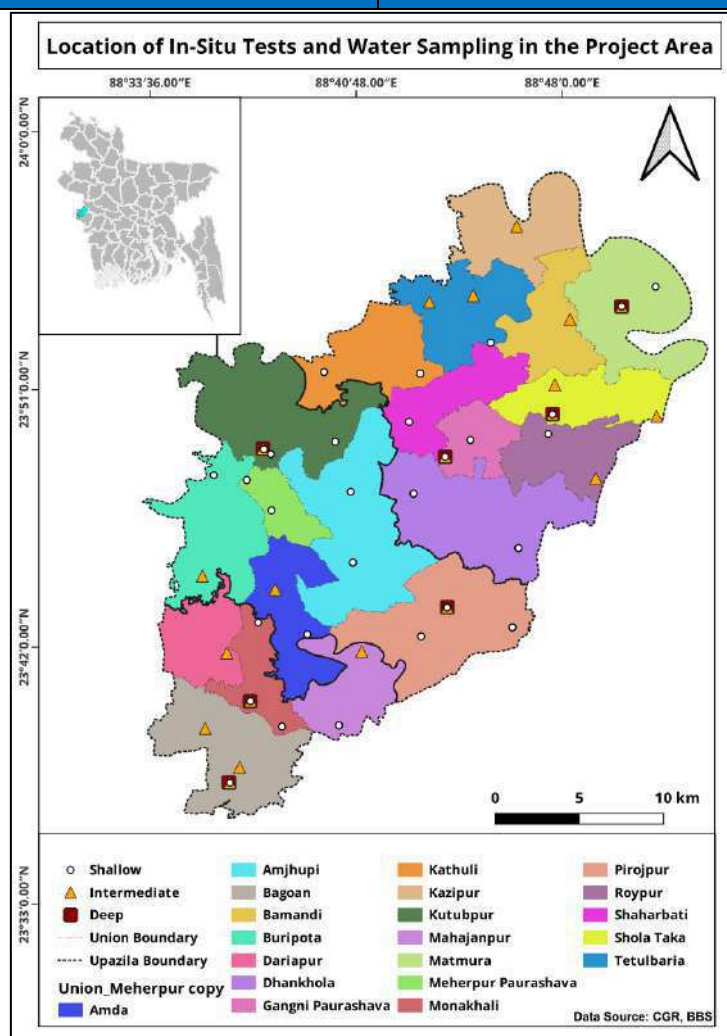 Location of In-Situ Tests and Water Sampling in the Project Area
88°33'36.00"E 88°40'48.00"E 88°48'0.00"E
24°0'0.00"N
23°51'0.00"N
23°42'0.00"N
23°33'0.00"N
0 5 10 km
Shallow
Intermediate
Deep
Union Boundary
Upazila Boundary
Union_Meherpur copy
Amda
Amjhupi
Bagoan
Bamandi
Buripota
Dariapur
Dhankhola
Gangni Paurashava
Kathuli
Kazipur
Kutubpur
Mahajanpur
Matmura
Meherpur Paurashava
Monakhali
Pirojpur
Roypur
Shaharbati
Shola Taka
Tetulbaria
Data Source: CGR, BBS